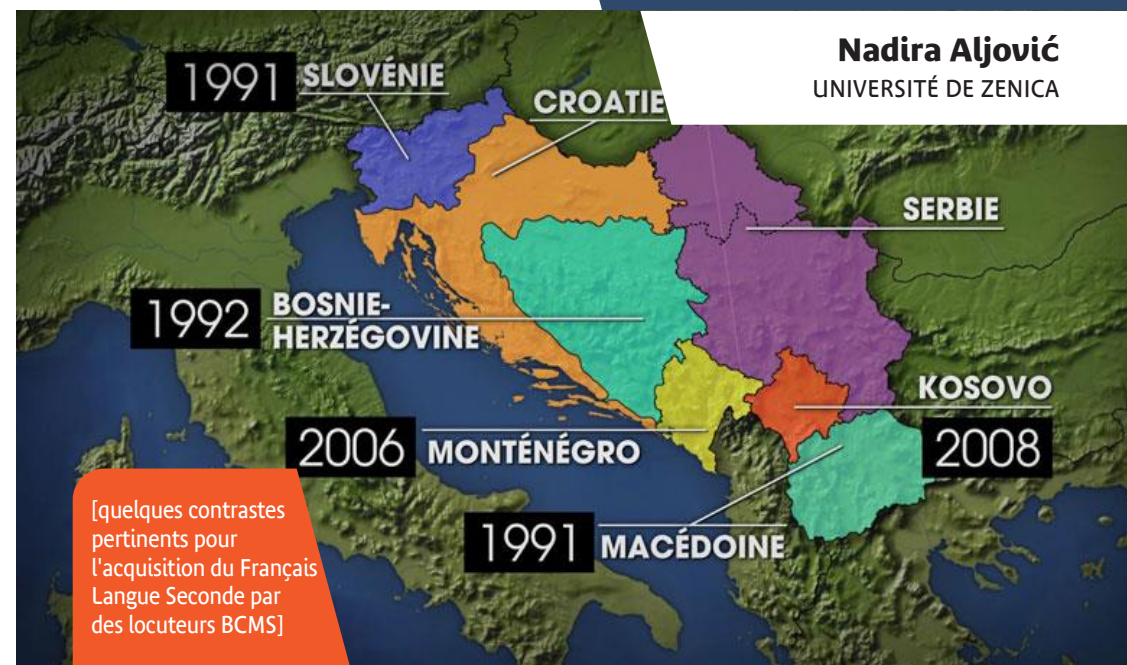 Nadira Aljović
UNIVERSITÉ DE ZENICA
1991 SLOVÉNIE
CROATIE
SERBIE
1992 BOSNIE-
HERZÉGOVINE
KOSOVO
2008
2006 MONTÉNÉGRO
1991 MACÉDOINE
[quelques contrastes
pertinents pour
l'acquisition du Français
Langue Seconde par
des locuteurs BCMS]